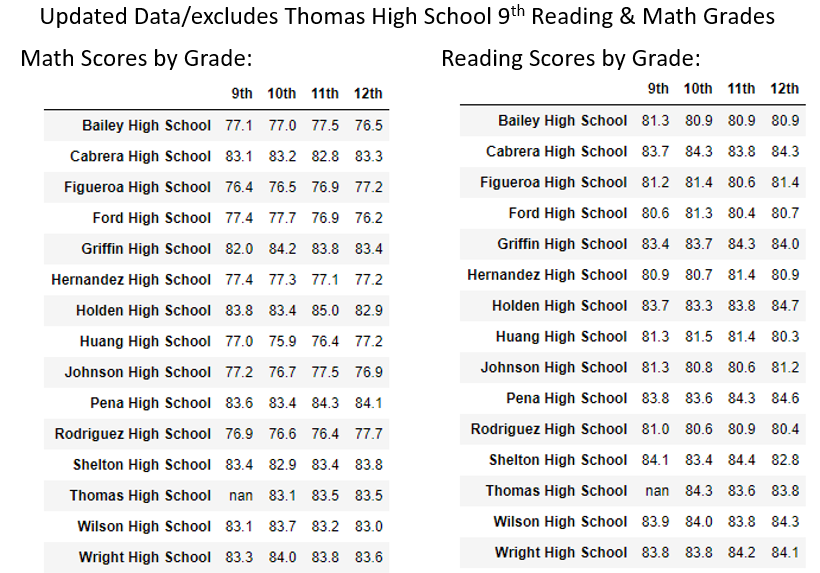 Updated Data/excludes Thomas High School 9th Reading & Math Grades
Math Scores by Grade:
9th 10th 11th 12th
Bailey High School 77.1 77.0 77.5 76.5
Cabrera High School 83.1 83.2 82.8 83.3
Figueroa High School 76.4 76.5 76.9 77.2
Ford High School 77.4 77.7 76.9 76.2
Griffin High School 82.0 84.2 83.8 83.4
Hernandez High School 77.4 77.3 77.1 77.2
Holden High School 83.8 83.4 85.0 82.9
Huang High School 77.0 75.9 76.4 77.2
Johnson High School 77.2 76.7 77.5 76.9
Pena High School 83.6 83.4 84.3 84.1
Rodriguez High School 76.9 76.6 76.4 77.7
Shelton High School 83.4 82.9 83.4 83.8
Thomas High School nan 83.1 83.5 83.5
Wilson High School 83.1 83.7 83.2 83.0
Wright High School 83.3 84.0 83.8 83.6
Reading Scores by Grade:
9th 10th 11th 12th
Bailey High School 81.3 80.9 80.9 80.9
Cabrera High School 83.7 84.3 83.8 84.3
Figueroa High School 81.2 81.4 80.6 81.4
Ford High School 80.6 81.3 80.4 80.7
Griffin High School 83.4 83.7 84.3 84.0
Hernandez High School 80.9 80.7 81.4 80.9
Holden High School 83.7 83.3 83.8 84.7
Huang High School 81.3 81.5 81.4 80.3
Johnson High School 81.3 80.8 80.6 81.2
Pena High School 83.8 83.6 84.3 84.6
Rodriguez High School 81.0 80.6 80.9 80.4
Shelton High School 84.1 83.4 84.4 82.8
Thomas High School nan 84.3 83.6 83.8
Wilson High School 83.9 84.0 83.8 84.3
Wright High School 83.8 83.8 84.2 84.1